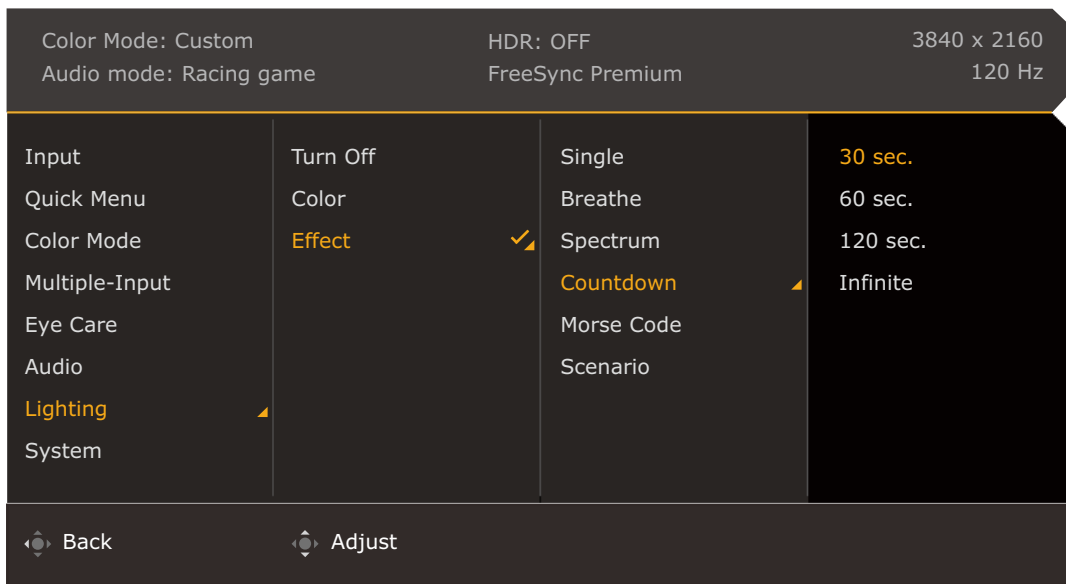 Color Mode: Custom
HDR: OFF
3840 x 2160
Audio mode: Racing game
FreeSync Premium
120 Hz
Input
Quick Menu
Color Mode
Multiple-Input
Eye Care
Audio
Lighting
System
Turn Off
Color
Effect
Single
Breathe
Spectrum
Countdown
Morse Code
Scenario
30 sec.
60 sec.
120 sec.
Infinite
Back
Adjust